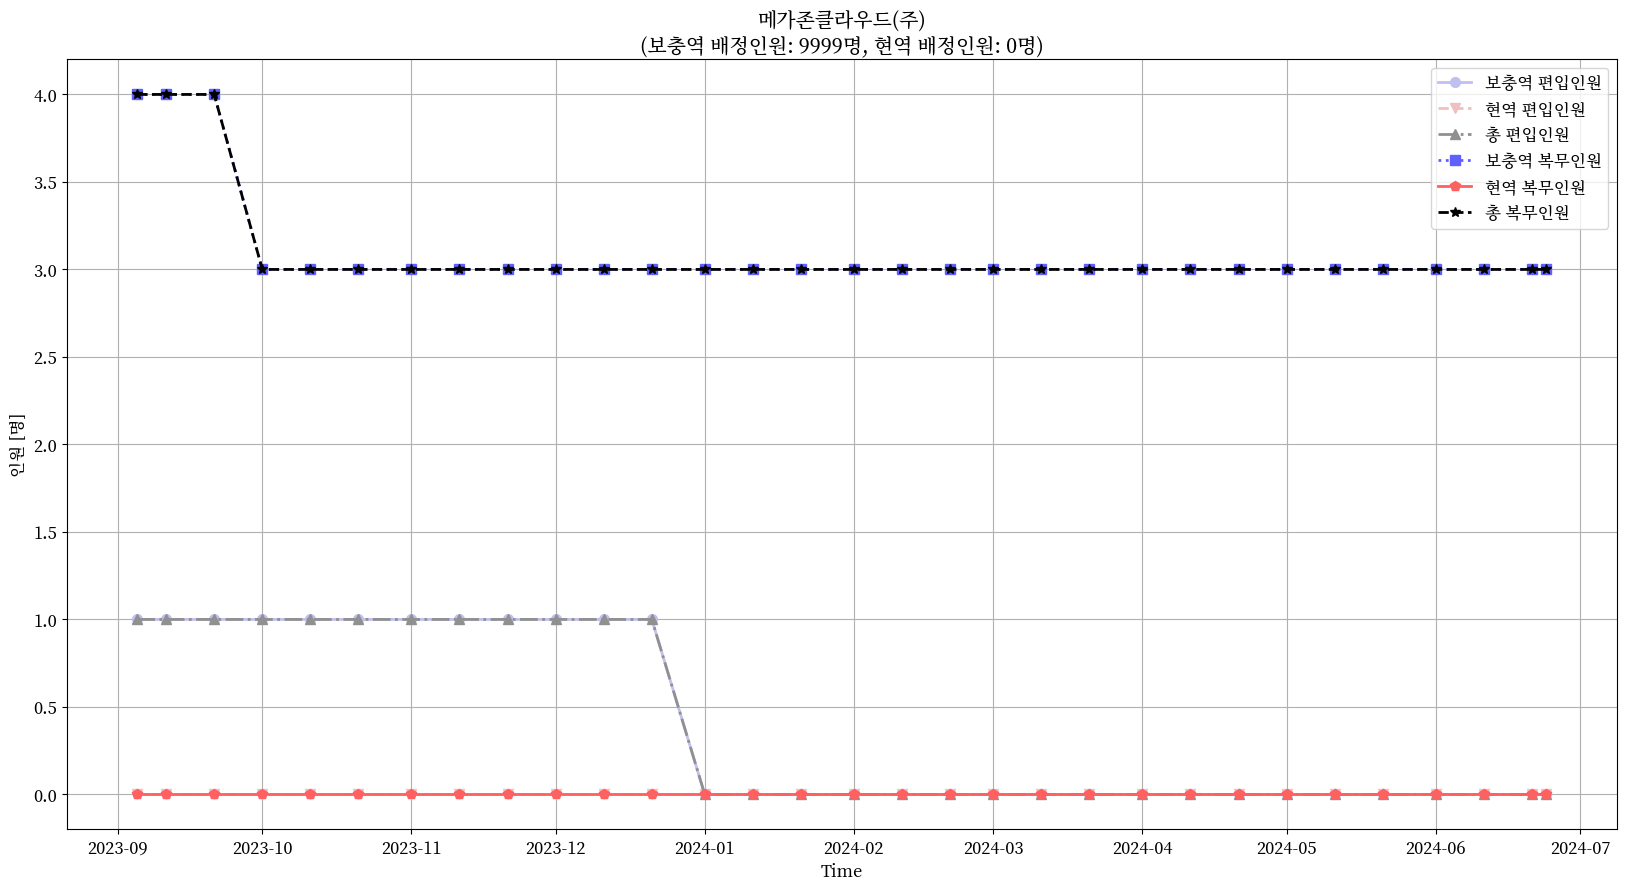 메가존클라우드(주)
(보충역 배정인원: 9999명, 현역 배정인원: 0명)
보충역 편입인원
현역 편입인원
총 편입인원
보충역 복무인원
현역 복무인원
총 복무인원
4.0
3.5
3.0
2.5
2.0
1.5
1.0
0.5
0.0
인원 [명]
2023-09 2023-10 2023-11 2023-12 2024-01 2024-02 2024-03 2024-04 2024-05 2024-06 2024-07
Time